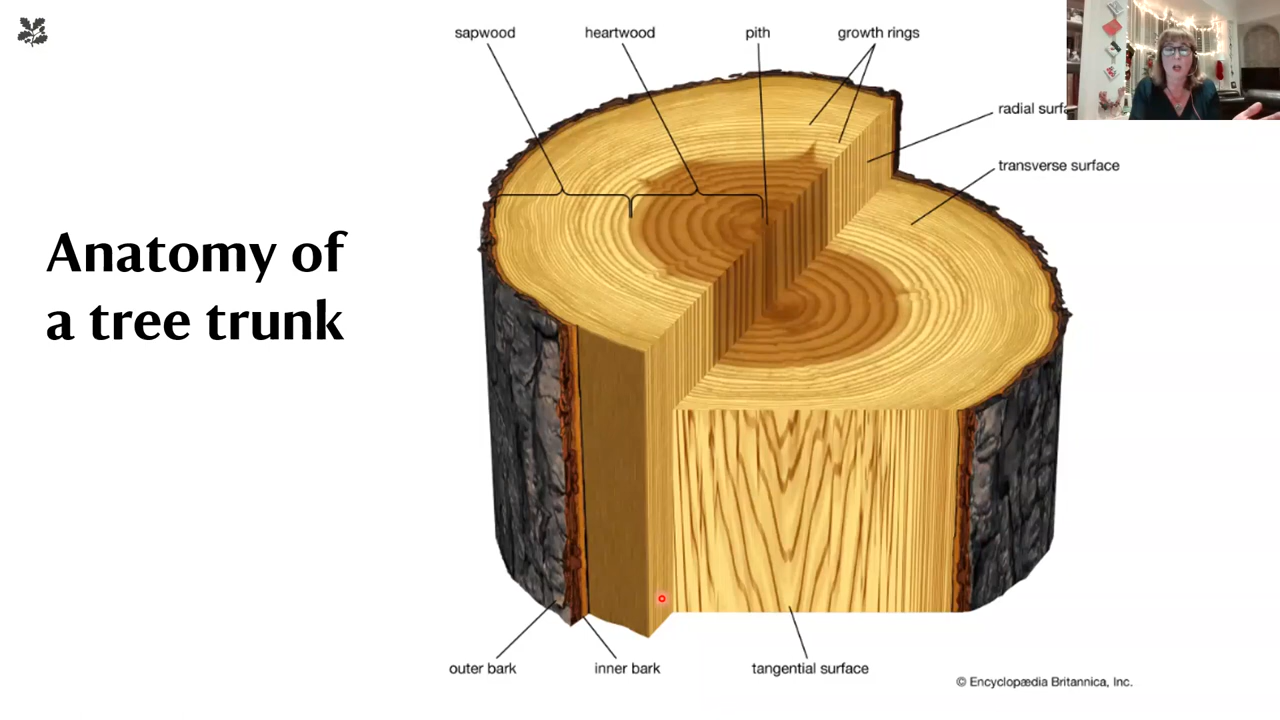 sapwood
heartwood
pith
growth rings
radial
transverse surface
Anatomy of
a tree trunk
outer bark
inner bark
tangential surface
© Encyclopædia Britannica, Inc.